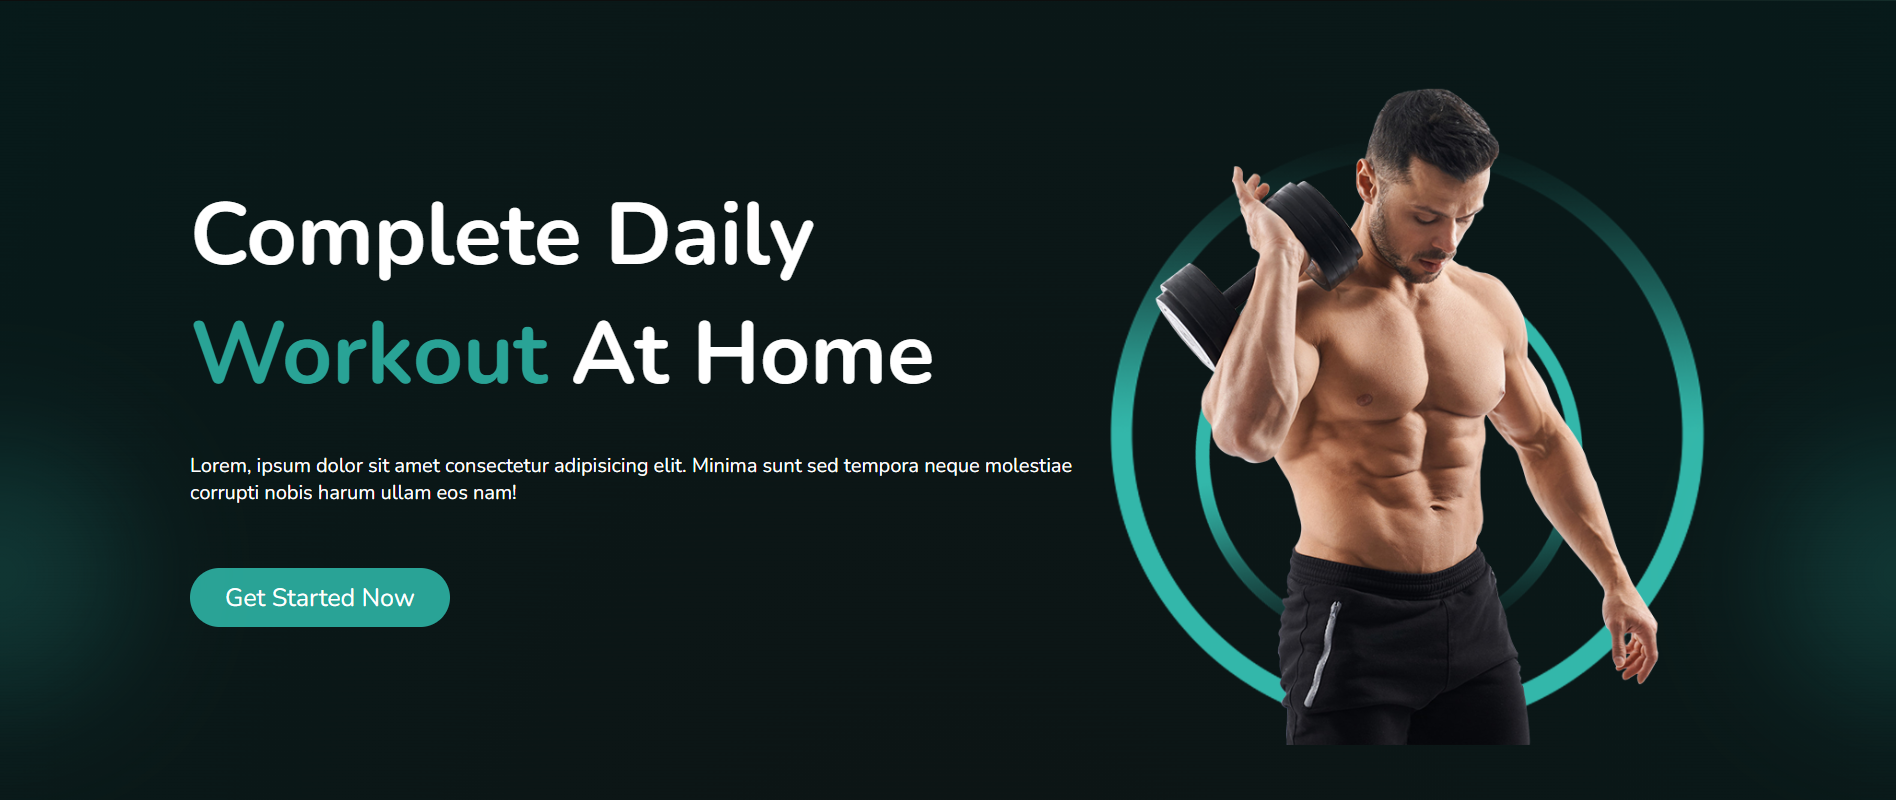 Complete Daily
Workout At Home
Lorem, ipsum dolor sit amet consectetur adipisicing elit. Minima sunt sed tempora neque molestiae
corrupti nobis harum ullam eos nam!
Get Started Now